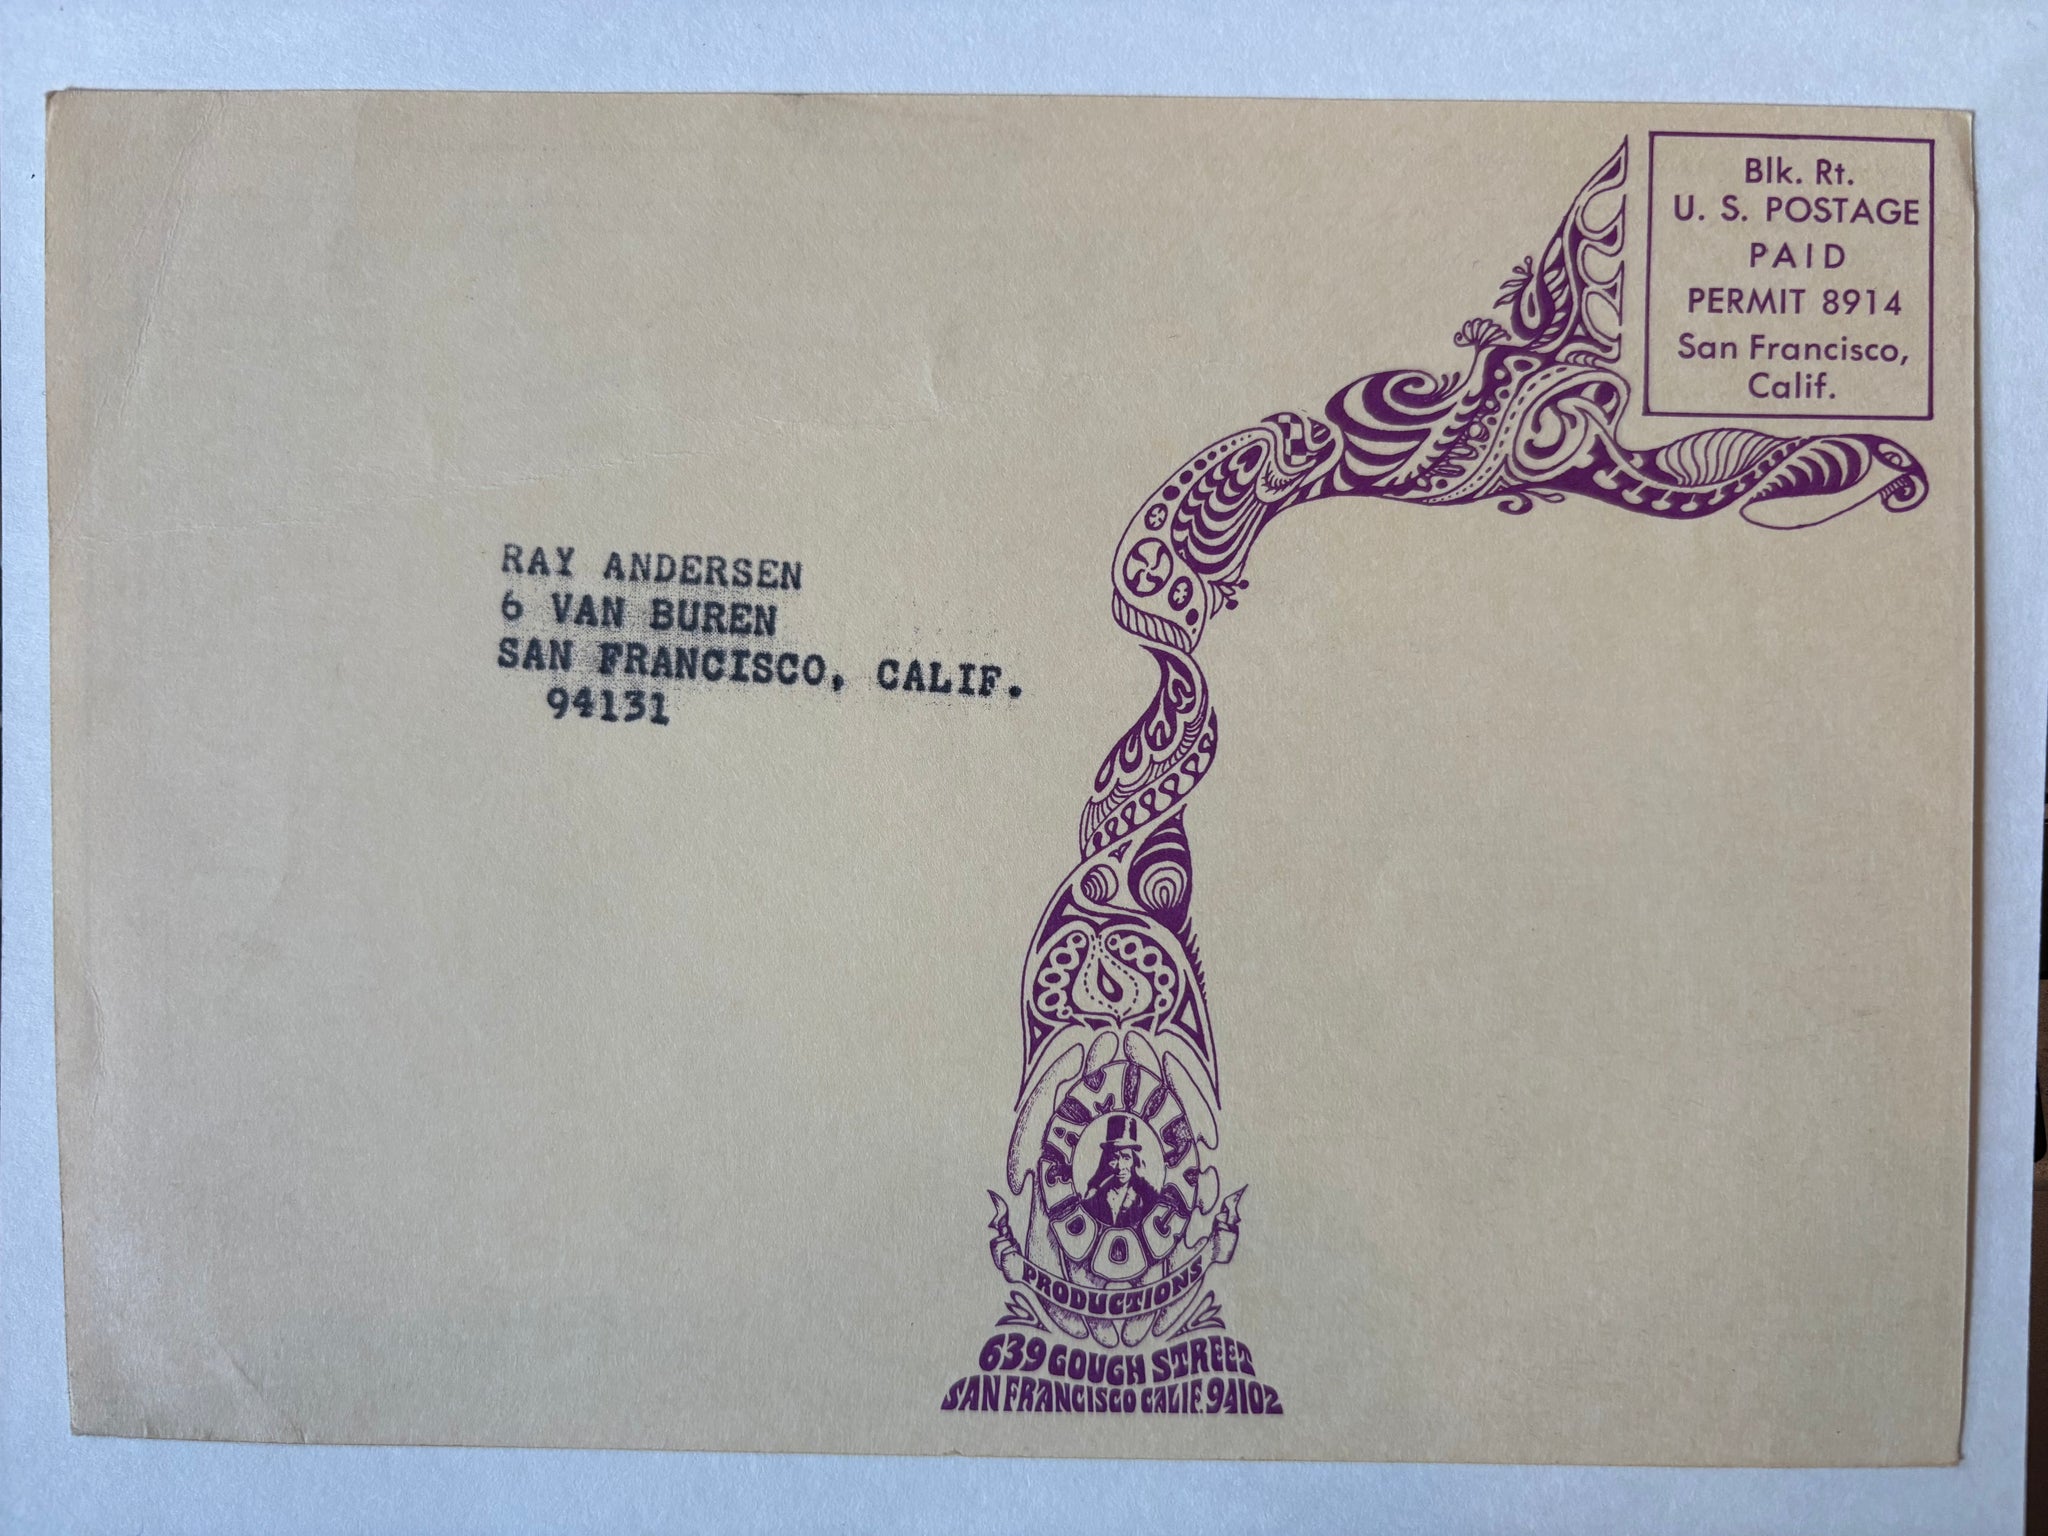 Blk. Rt.
U. S. POSTAGE
PAID
PERMIT 8914
San Francisco,
Calif.
RAY ANDERSEN
6 VAN BUREN
SAN FRANCISCO, CALIF.
94131
FAMILY
DOG
PRODUCTIONS
639 GOUGH STREET
SAN FRANCISCO CALIF. 94102